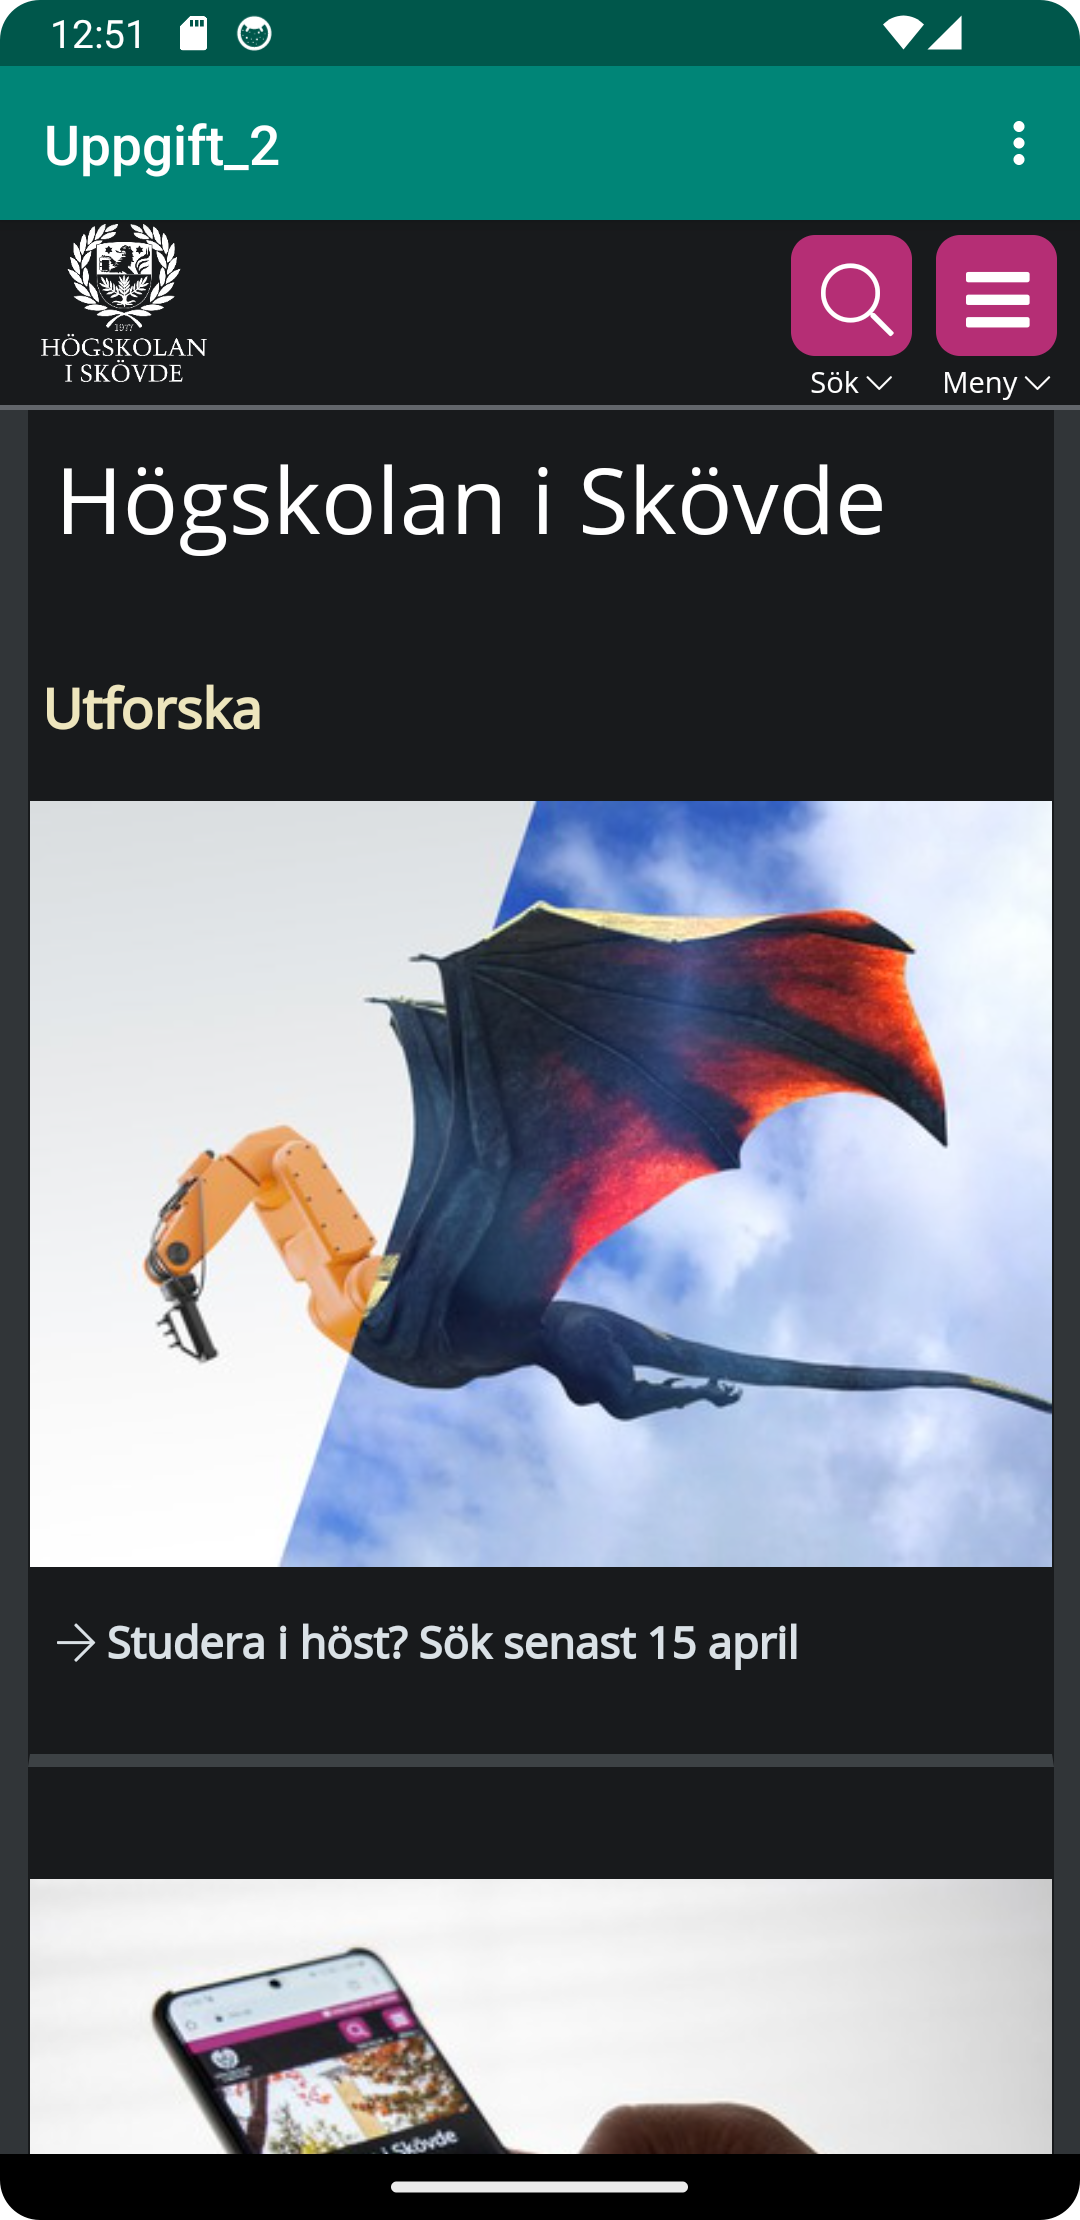 12:51
Uppgift_2
1977
HÖGSKOLAN
I SKÖVDE
Sök
Meny
Högskolan i Skövde
Utforska
Studera i höst? Sök senast 15 april
i Skövde